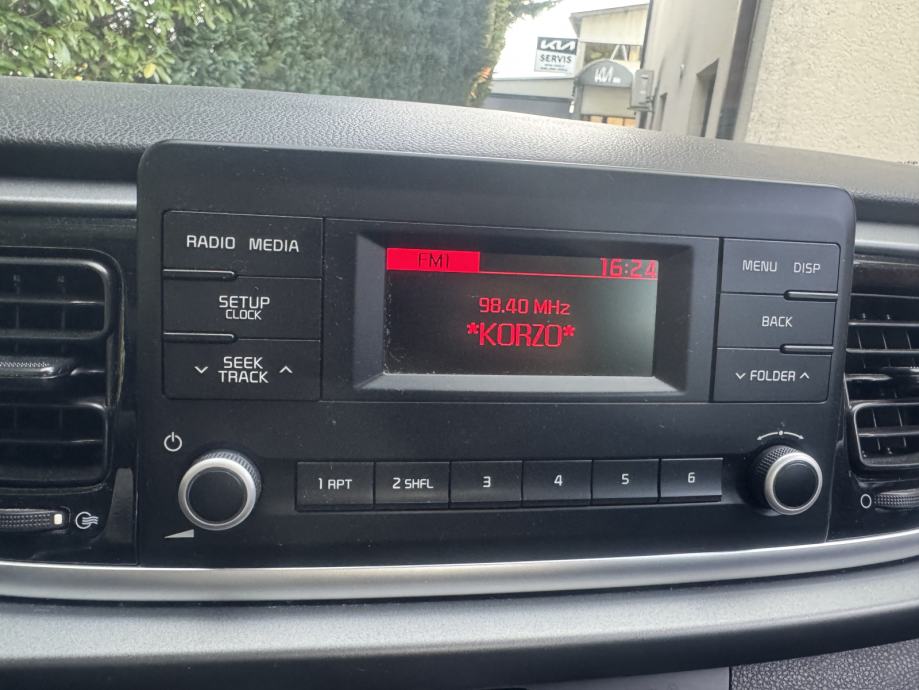 KIA
SERVIS
KIA
RADIO MEDIA
SETUP
CLOCK
SEEK
TRACK
FM1
16:24
98.40 MHz
*KORZO*
MENU DISP
BACK
FOLDER
1 RPT
2 SHFL
3
4
5
6